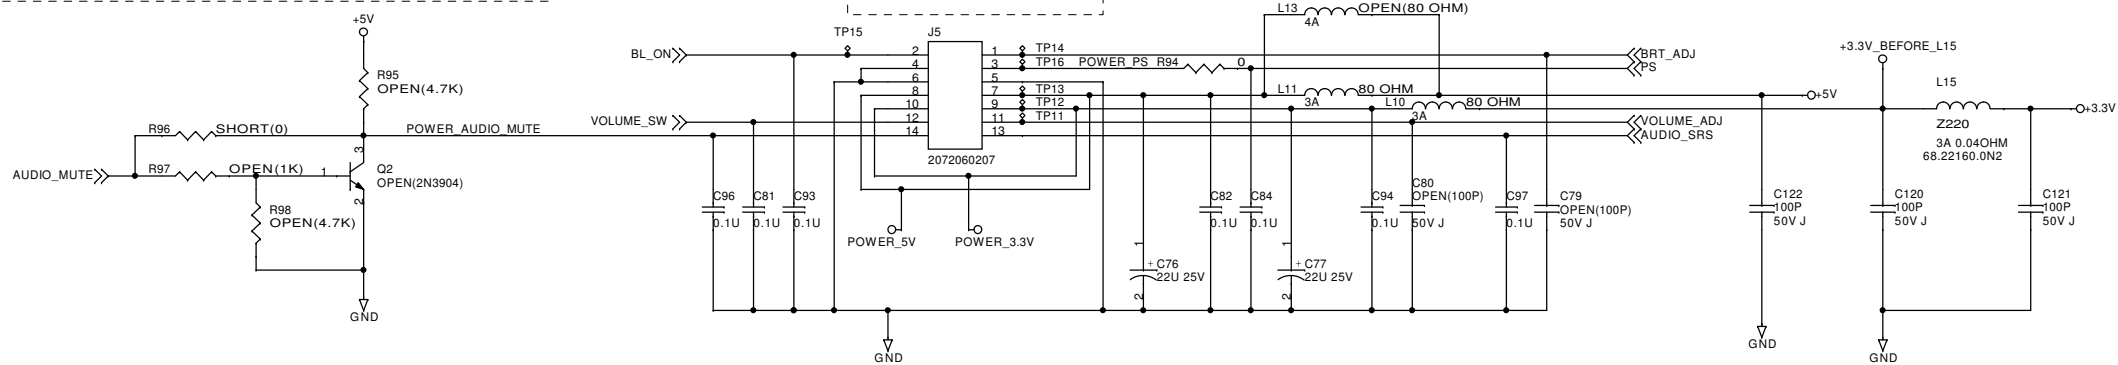 +5V
R95
OPEN(4.7K)
R96
SHORT(0)
POWER_AUDIO_MUTE
3
AUDIO_MUTE
R97
OPEN(1K)
1
Q2
OPEN(2N3904)
2
R98
OPEN(4.7K)
GND
BL_ON
TP15
J5
VOLUME_SW
2
4
6
8
10
12
14
1
3
5
7
9
11
13
2072060207
TP14
TP16
POWER_PS
R94
0
TP13
TP12
TP11
L13
OPEN(80 OHM)
4A
L11
80 OHM
3A
L10
80 OHM
3A
BRT_ADJ
PS
+5V
VOLUME_ADJ
AUDIO_SRS
+3.3V_BEFORE_L15
L15
+3.3V
Z220
3A 0.04OHM
68.22160.0N2
C96
0.1U
C81
0.1U
C93
0.1U
POWER_5V
POWER_3.3V
GND
1
+
C76
22U 25V
2
C82
0.1U
C84
0.1U
1
+
C77
22U 25V
2
C94
0.1U
C80
OPEN(100P)
50V J
C97
0.1U
C79
OPEN(100P)
50V J
C122
100P
50V J
GND
C120
100P
50V J
GND
C121
100P
50V J